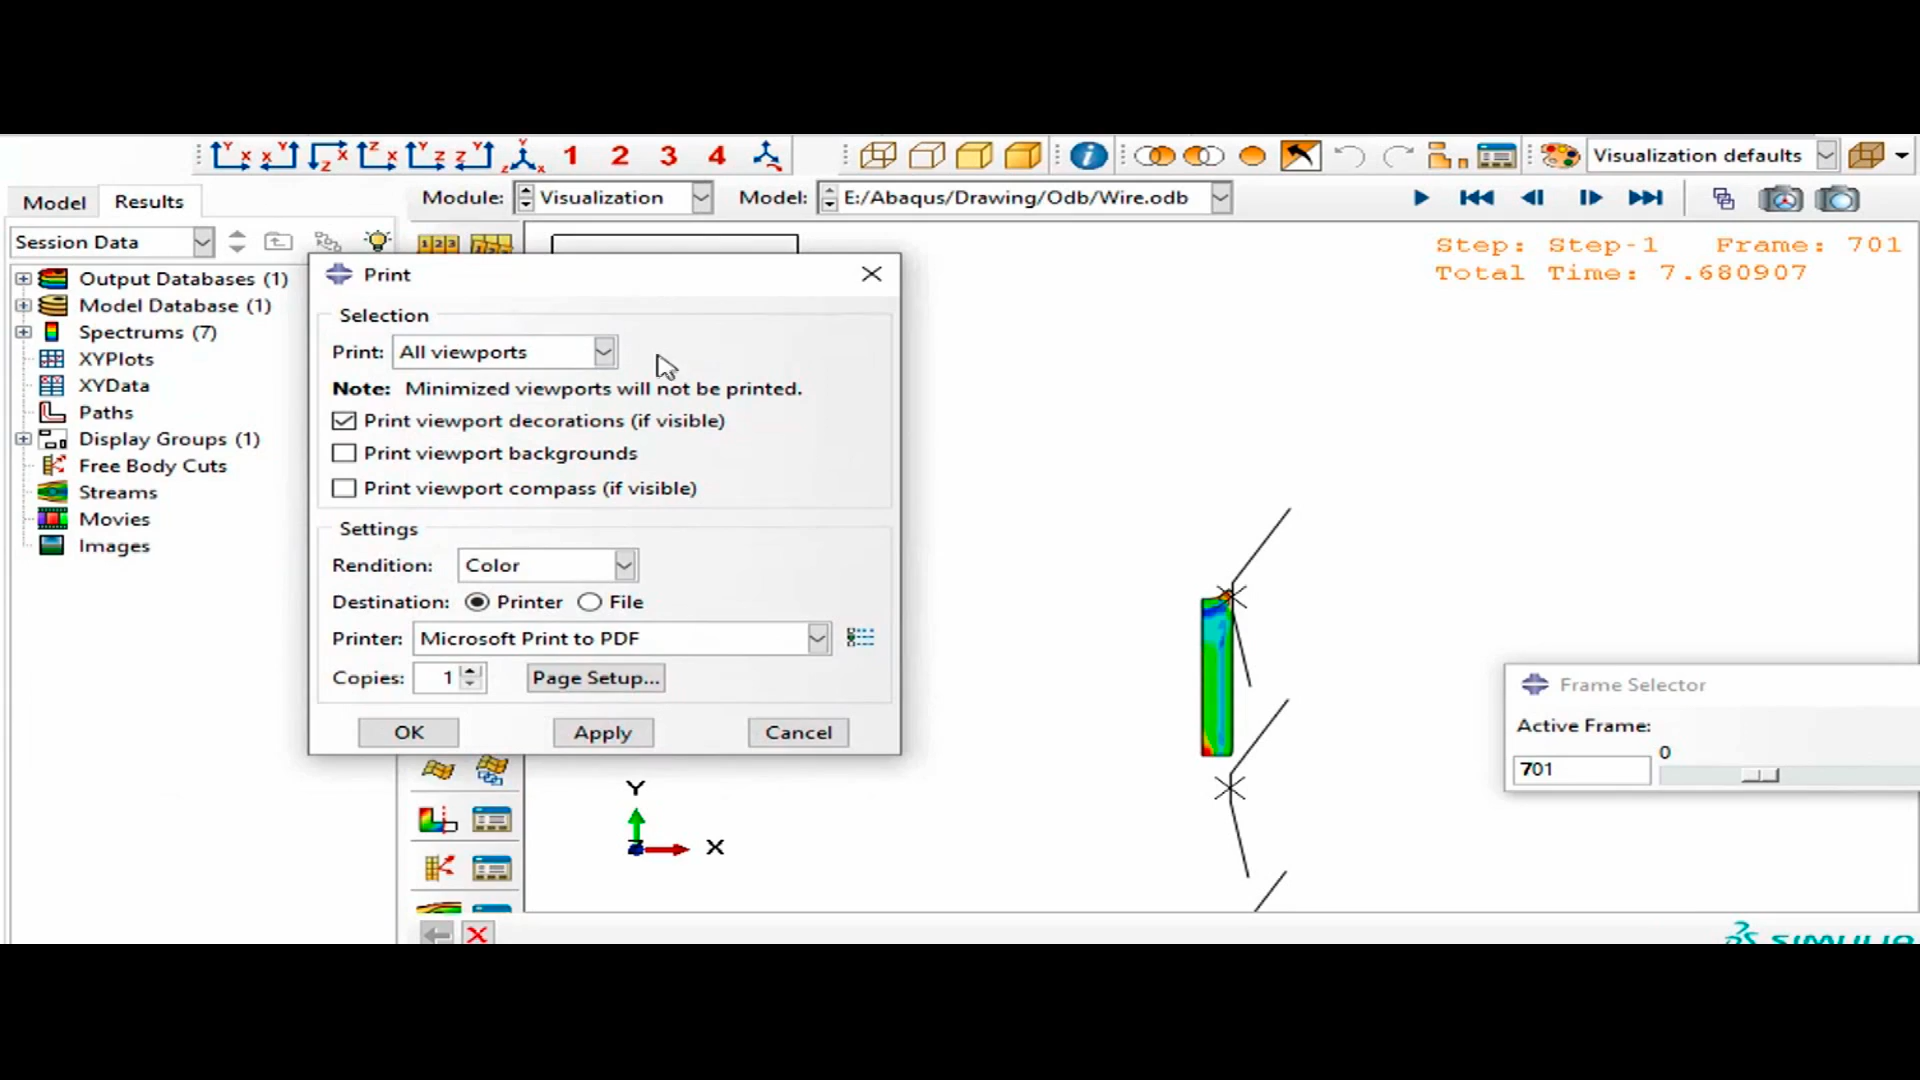 Y X X Y Z X Z X Y Z Z Y Y X 1 2 3 4 Visualization defaults
Model Results Module: Visualization Model: E:/Abaqus/Drawing/Odb/Wire.odb
Session Data
1 2 3
Step: Step-1 Frame: 701
Total Time: 7.680907
Output Databases (1)
Model Database (1)
Spectrums (7)
XYPlots
XYData
Paths
Display Groups (1)
Free Body Cuts
Streams
Movies
Images
Print
Selection
Print: All viewports
Note: Minimized viewports will not be printed.
Print viewport decorations (if visible)
Print viewport backgrounds
Print viewport compass (if visible)
Settings
Rendition: Color
Destination: Printer File
Printer: Microsoft Print to PDF
Copies: 1 Page Setup...
OK Apply Cancel
Frame Selector
Active Frame:
0
701
Y
X
SIMULIA